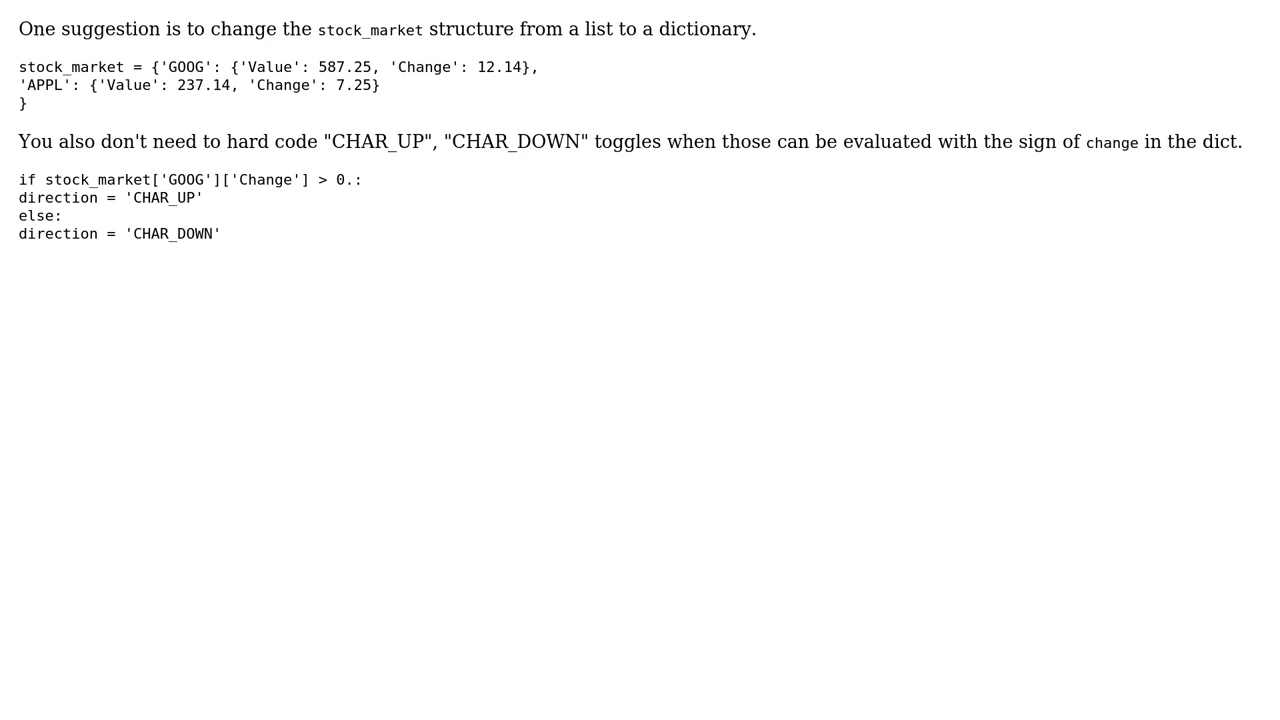 One suggestion is to change the stock_market structure from a list to a dictionary.
stock_market = {'GOOG': {'Value': 587.25, 'Change': 12.14},
'APPL': {'Value': 237.14, 'Change': 7.25}
}
You also don't need to hard code "CHAR_UP", "CHAR_DOWN" toggles when those can be evaluated with the sign of change in the dict.
if stock_market['GOOG']['Change'] > 0.:
direction = 'CHAR_UP'
else:
direction = 'CHAR_DOWN'